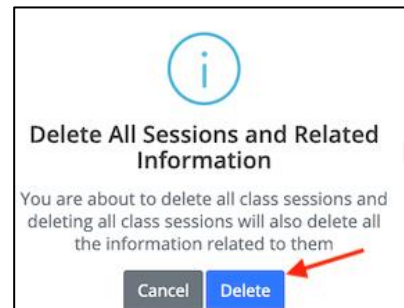 i
Delete All Sessions and Related
Information
You are about to delete all class sessions and
deleting all class sessions will also delete all
the information related to them
Cancel Delete